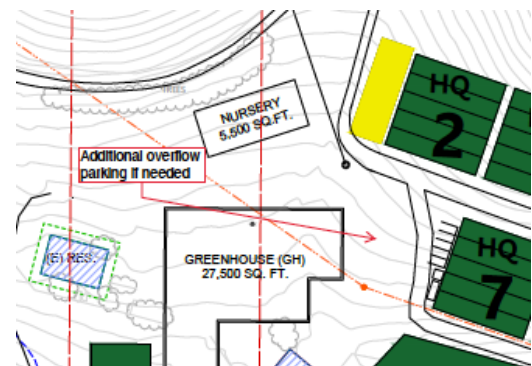 TREES
NURSERY
5,500 SQ.FT.
HQ
2
Additional overflow
parking if needed
(E) RES.
GREENHOUSE (GH)
27,500 SQ. FT.
HQ
7